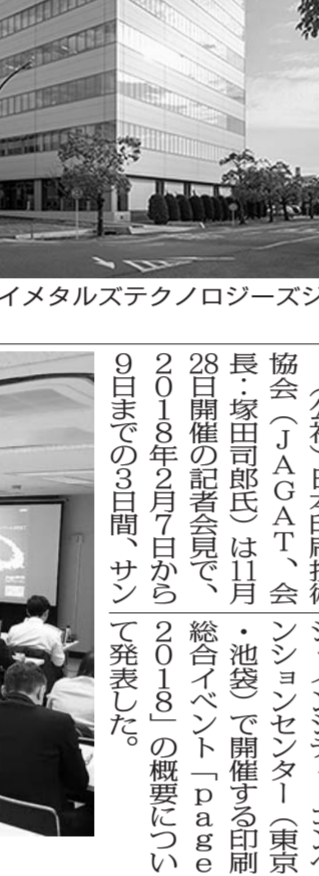 イメタルズテクノロジーズジ
(公社)日本印刷技術
協会(JAGAT、会
長:塚田司郎氏)は11月
28日開催の記者会見で、
2018年2月7日から
9日までの3日間、サン
ンションセンター(東京
・池袋)で開催する印刷
総合イベント「page
2018」の概要につい
て発表した。